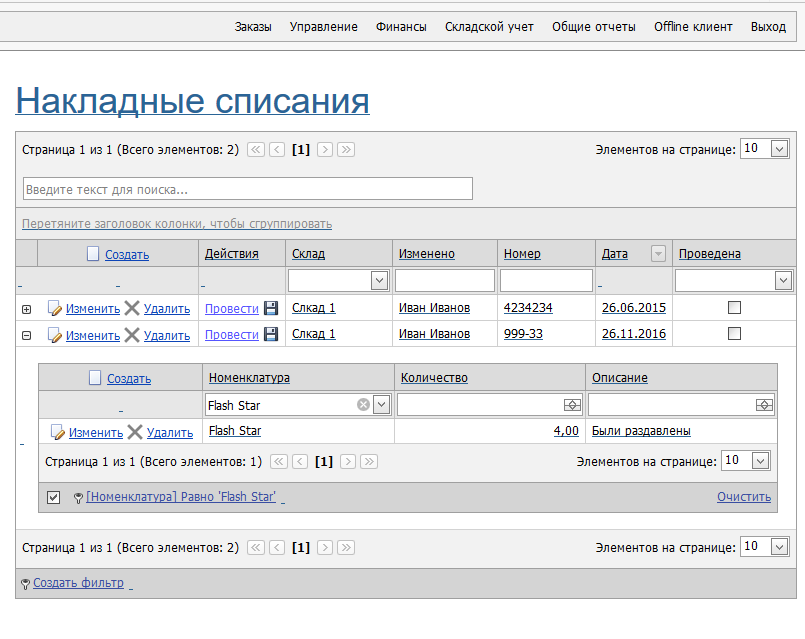 Заказы Управление Финансы Складской учет Общие отчеты Offline клиент Выход
Накладные списания
Страница 1 из 1 (Всего элементов: 2) [1] Элементов на странице: 10
Введите текст для поиска...
Перетяните заголовок колонки, чтобы сгруппировать
Создать Действия Склад Изменено Номер Дата Проведена
Изменить Удалить Провести Слкад 1 Иван Иванов 4234234 26.06.2015
Изменить Удалить Провести Слкад 1 Иван Иванов 999-33 26.11.2016
Создать Номенклатура Количество Описание
Flash Star
Изменить Удалить Flash Star 4,00 Были раздавлены
Страница 1 из 1 (Всего элементов: 1) [1] Элементов на странице: 10
[Номенклатура] Равно 'Flash Star' Очистить
Страница 1 из 1 (Всего элементов: 2) [1] Элементов на странице: 10
Создать фильтр